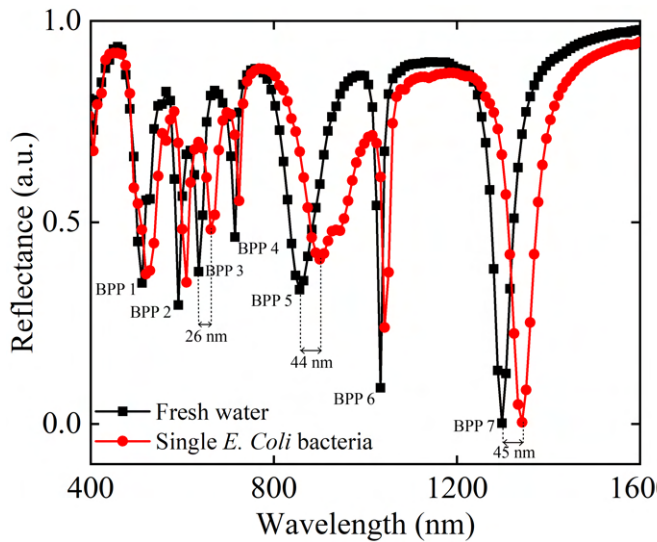 Reflectance (a.u.)
1.0
0.5
0.0
BPP 1
BPP 2
BPP 3
BPP 4
BPP 5
BPP 6
BPP 7
26 nm
44 nm
45 nm
Fresh water
Single E. Coli bacteria
400
800
1200
1600
Wavelength (nm)